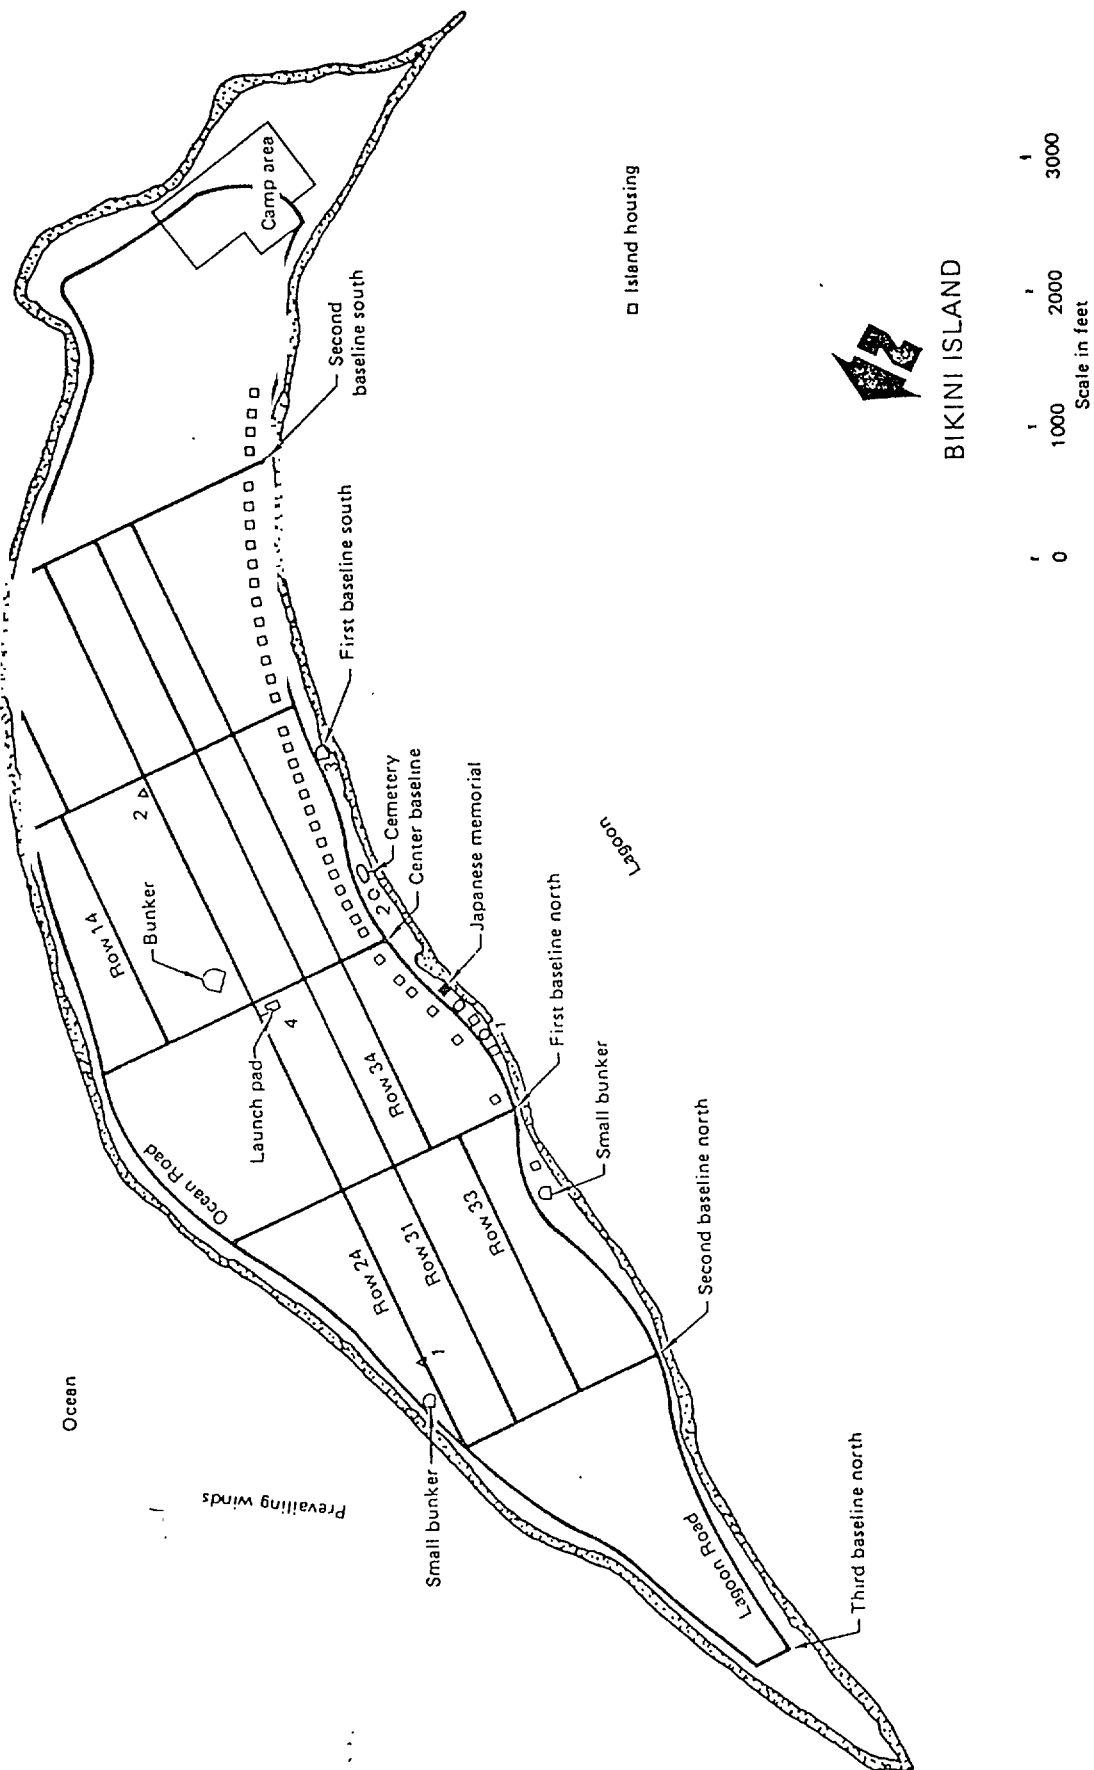 Ocean
Prevailing winds
Small bunker
1
Ocean Road
Row 14
Bunker
2
Launch pad
4
Row 24
Row 31
Row 34
Row 33
Camp area
Second
baseline south
First baseline south
3
Cemetery
2
Center baseline
Japanese memorial
1
First baseline north
Small bunker
Second baseline north
Lagoon Road
Third baseline north
Lagoon
Island housing
N
BIKINI ISLAND
0 1000 2000 3000
Scale in feet